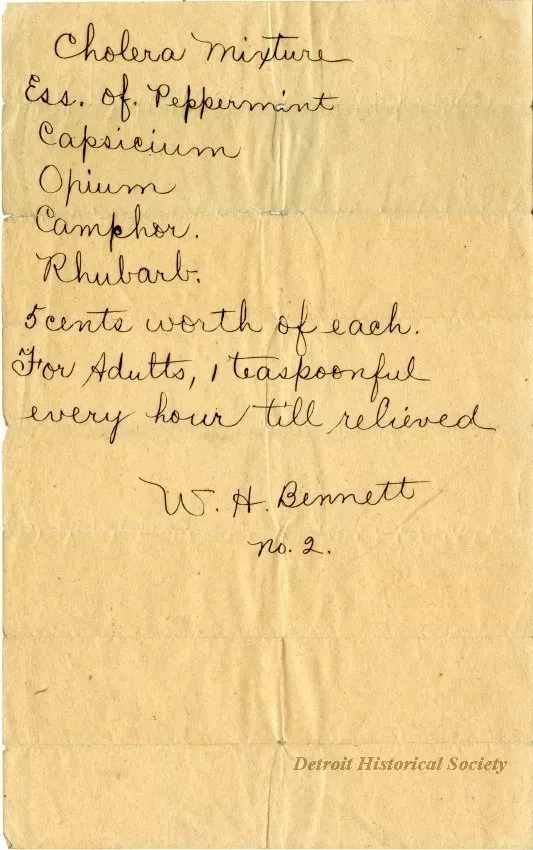 Cholera Mixture
Ess. of. Peppermint
Capsicium
Opium
Camphor.
Rhubarb.
5 cents worth of each.
For Adutts, 1 teaspoonful
every hour till relieved
W. H. Bennett
No. 2.
Detroit Historical Society